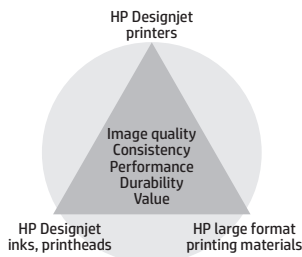 HP Designjet
printers
Image quality
Consistency
Performance
Durability
Value
HP Designjet
inks, printheads
HP large format
printing materials